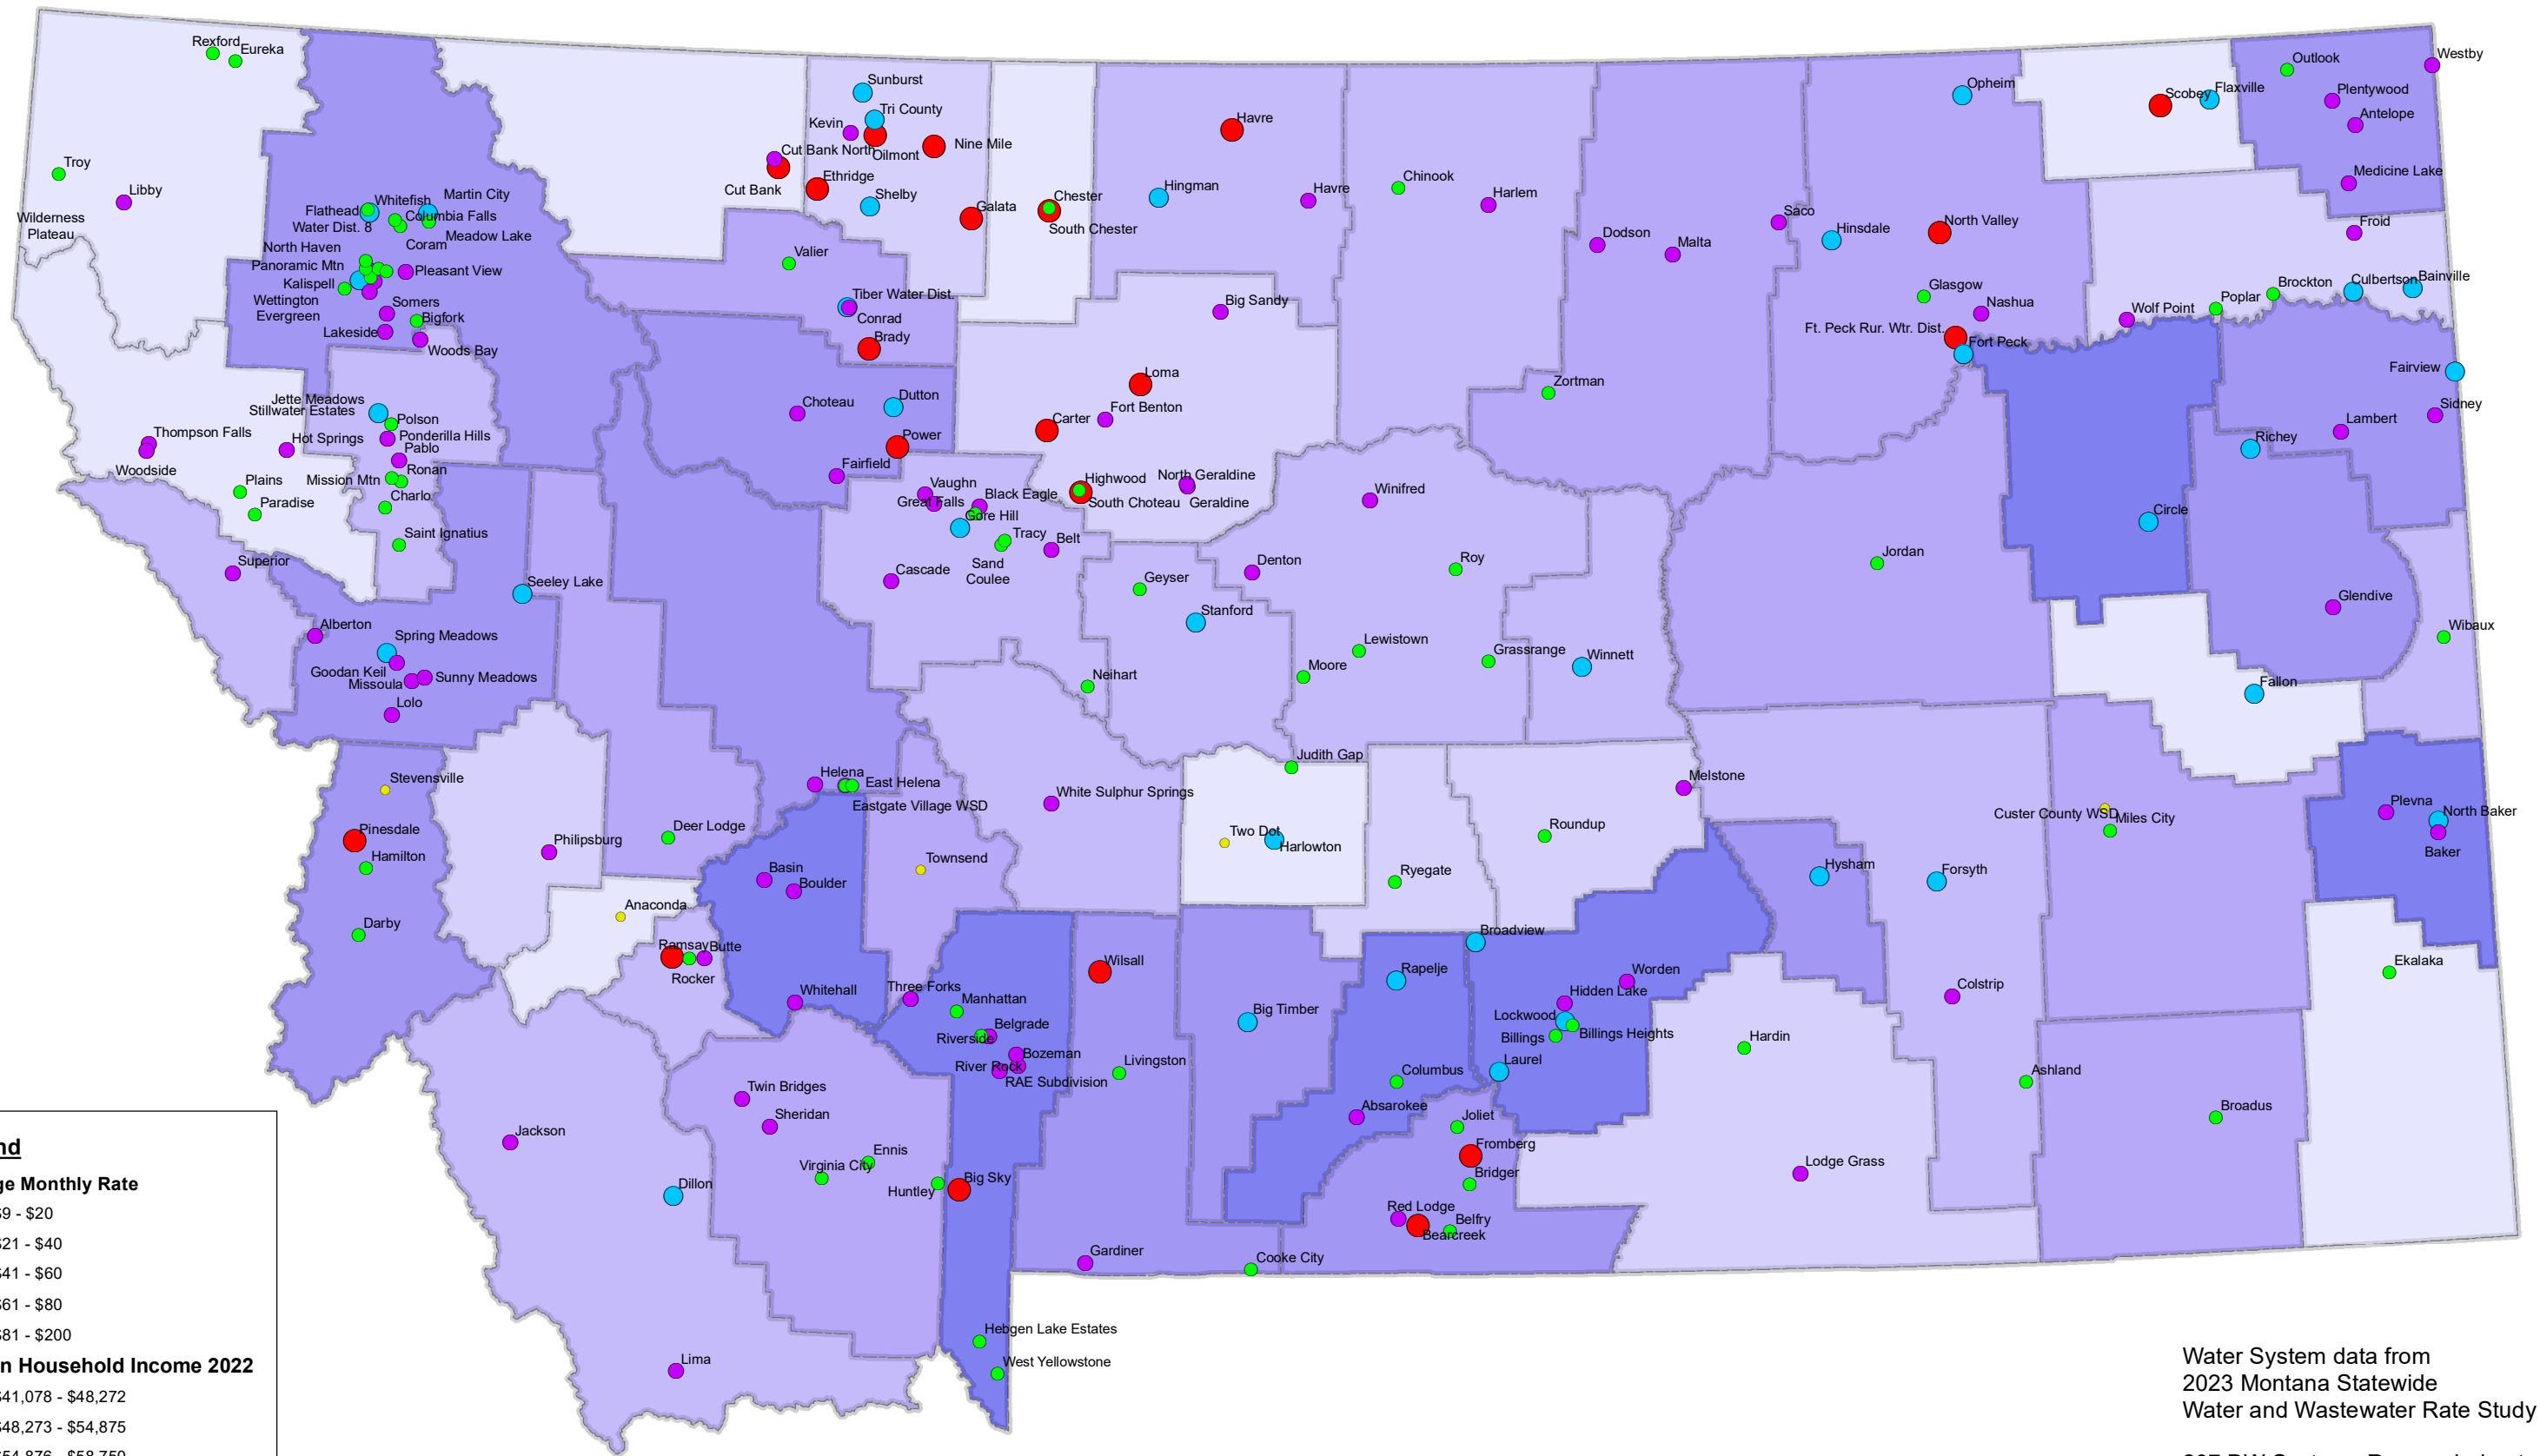 Rexford
Eureka
Troy
Libby
Wilderness
Plateau
Whitefish
Martin City
Flathead
Columbia Falls
Water Dist. 8
Coram
Meadow Lake
North Haven
Panoramic Mtn
Pleasant View
Kalispell
Wettington
Evergreen
Somers
Bigfork
Lakeside
Woods Bay
Jette Meadows
Stillwater Estates
Polson
Ponderilla Hills
Pablo
Ronan
Mission Mtn
Charlo
Saint Ignatius
Thompson Falls
Woodside
Hot Springs
Plains
Paradise
Superior
Alberton
Seeley Lake
Spring Meadows
Goodan Keil
Missoula
Sunny Meadows
Lolo
Stevensville
Pinesdale
Hamilton
Darby
Philipsburg
Deer Lodge
Anaconda
Ramsay
Butte
Rocker
Sunburst
Tri County
Kevin
Oilmont
Nine Mile
Cut Bank North
Cut Bank
Ethridge
Shelby
Galata
Chester
South Chester
Valier
Tiber Water Dist.
Conrad
Brady
Choteau
Dutton
Power
Fairfield
Vaughn
Great Falls
Black Eagle
Gore Hill
Tracy
Sand
Coulee
Belt
Cascade
Havre
Hingman
Havre
Big Sandy
Loma
Fort Benton
Carter
Highwood
South Choteau
North Geraldine
Geraldine
Geyser
Stanford
Neihart
Denton
Winifred
Roy
Lewistown
Moore
Grassrange
Winnett
Chinook
Harlem
Zortman
Dodson
Malta
Saco
Hinsdale
Opheim
North Valley
Glasgow
Nashua
Ft. Peck Rur. Wtr. Dist.
Fort Peck
Scobey
Flaxville
Outlook
Westby
Plentywood
Antelope
Medicine Lake
Froid
Brockton
Culbertson
Bainville
Poplar
Wolf Point
Fairview
Sidney
Lambert
Richey
Circle
Jordan
Glendive
Wibaux
Fallon
Helena
East Helena
Eastgate Village WSD
Basin
Boulder
Whitehall
Townsend
White Sulphur Springs
Judith Gap
Two Dot
Harlowton
Ryegate
Roundup
Melstone
Custer County WSD
Miles City
Plevna
North Baker
Baker
Hysham
Forsyth
Colstrip
Ekalaka
Broadview
Rapelje
Worden
Hidden Lake
Lockwood
Billings
Billings Heights
Laurel
Hardin
Ashland
Broadus
Lodge Grass
Three Forks
Manhattan
Belgrade
Riverside
Bozeman
River Rock
RAE Subdivision
Wilsall
Livingston
Big Timber
Columbus
Absarokee
Joliet
Fromberg
Bridger
Red Lodge
Belfry
Bearcreek
Cooke City
Gardiner
Twin Bridges
Sheridan
Ennis
Virginia City
Huntley
Big Sky
Jackson
Dillon
Lima
Hebgen Lake Estates
West Yellowstone
nd
ge Monthly Rate
$9 - $20
$21 - $40
$41 - $60
$61 - $80
$81 - $200
n Household Income 2022
$41,078 - $48,272
$48,273 - $54,875
Water System data from
2023 Montana Statewide
Water and Wastewater Rate Study